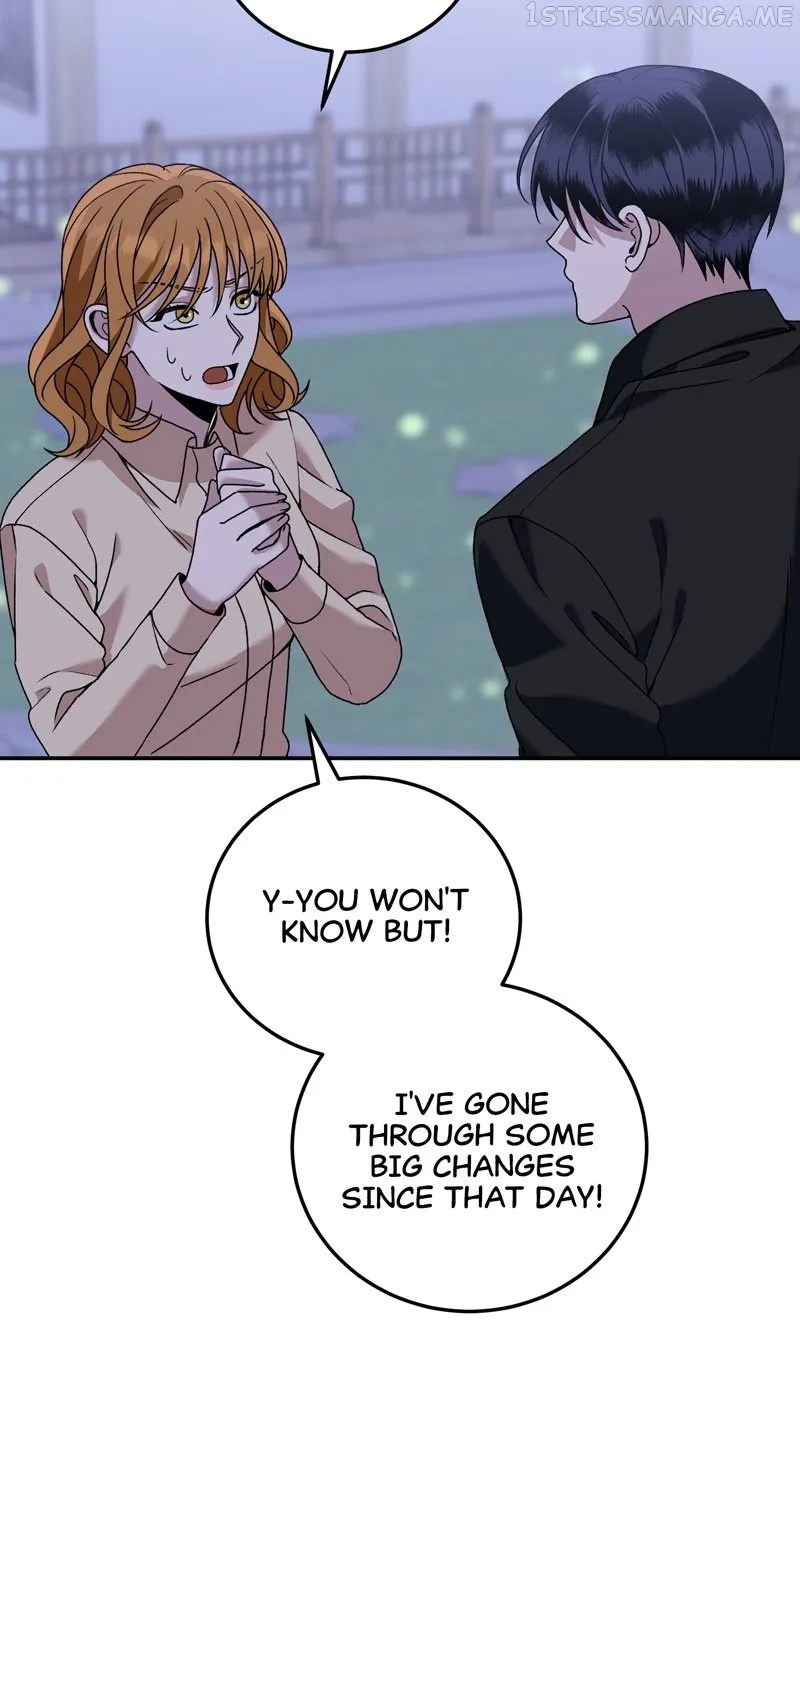 1STKISSMANGA.ME
Y-YOU WON'T
KNOW BUT!
I'VE GONE
THROUGH SOME
BIG CHANGES
SINCE THAT DAY!